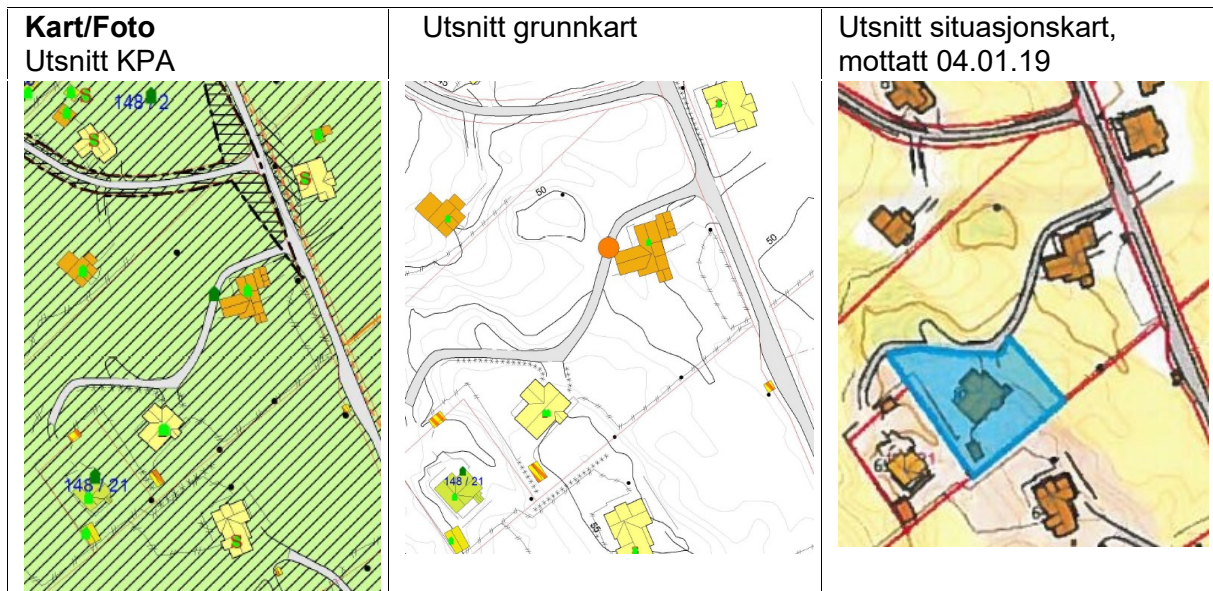 Kart/Foto
Utsnitt KPA
Utsnitt grunnkart
Utsnitt situasjonskart,
mottatt 04.01.19
148 / 2
S
S
S
148 / 21
S
50
S
50
148 / 21
55
S